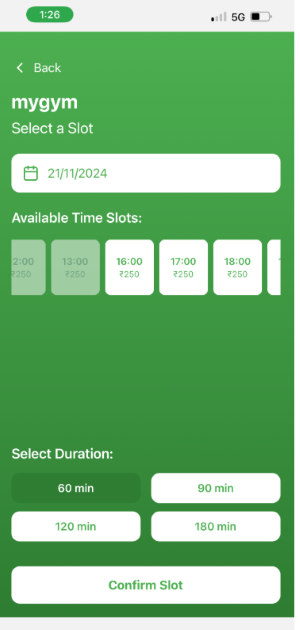 1:26 5G
Back
mygym
Select a Slot
21/11/2024
Available Time Slots:
2:00 13:00 16:00 17:00 18:00
₹250 ₹250 ₹250 ₹250 ₹250
Select Duration:
60 min 90 min
120 min 180 min
Confirm Slot